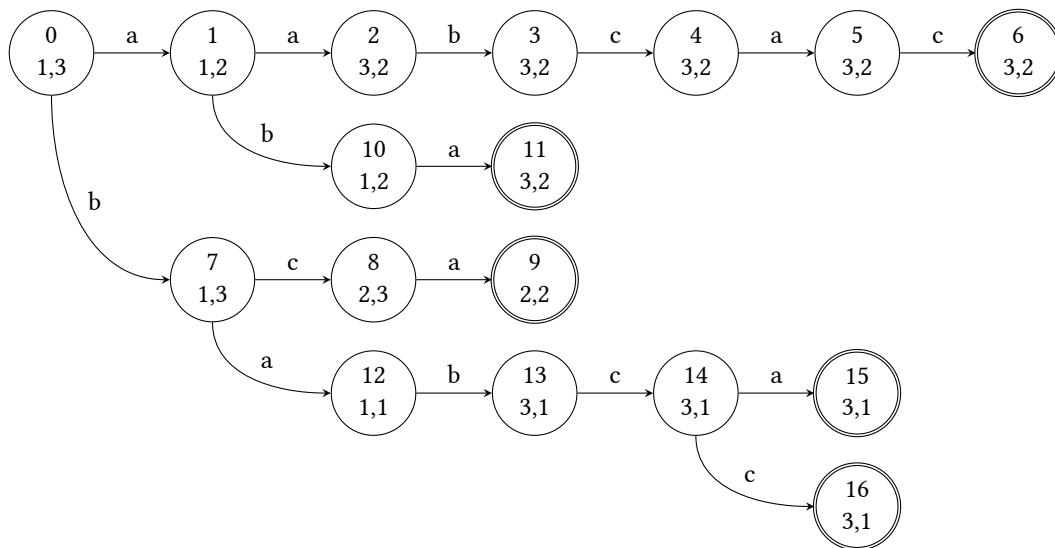 a a b c a c
0 1 2 3 4 5 6
1,3 1,2 3,2 3,2 3,2 3,2 3,2
b a
10 11
1,2 3,2
b
c a
7 8 9
1,3 2,3 2,2
a b c a
12 13 14 15
1,1 3,1 3,1 3,1
c
16
3,1